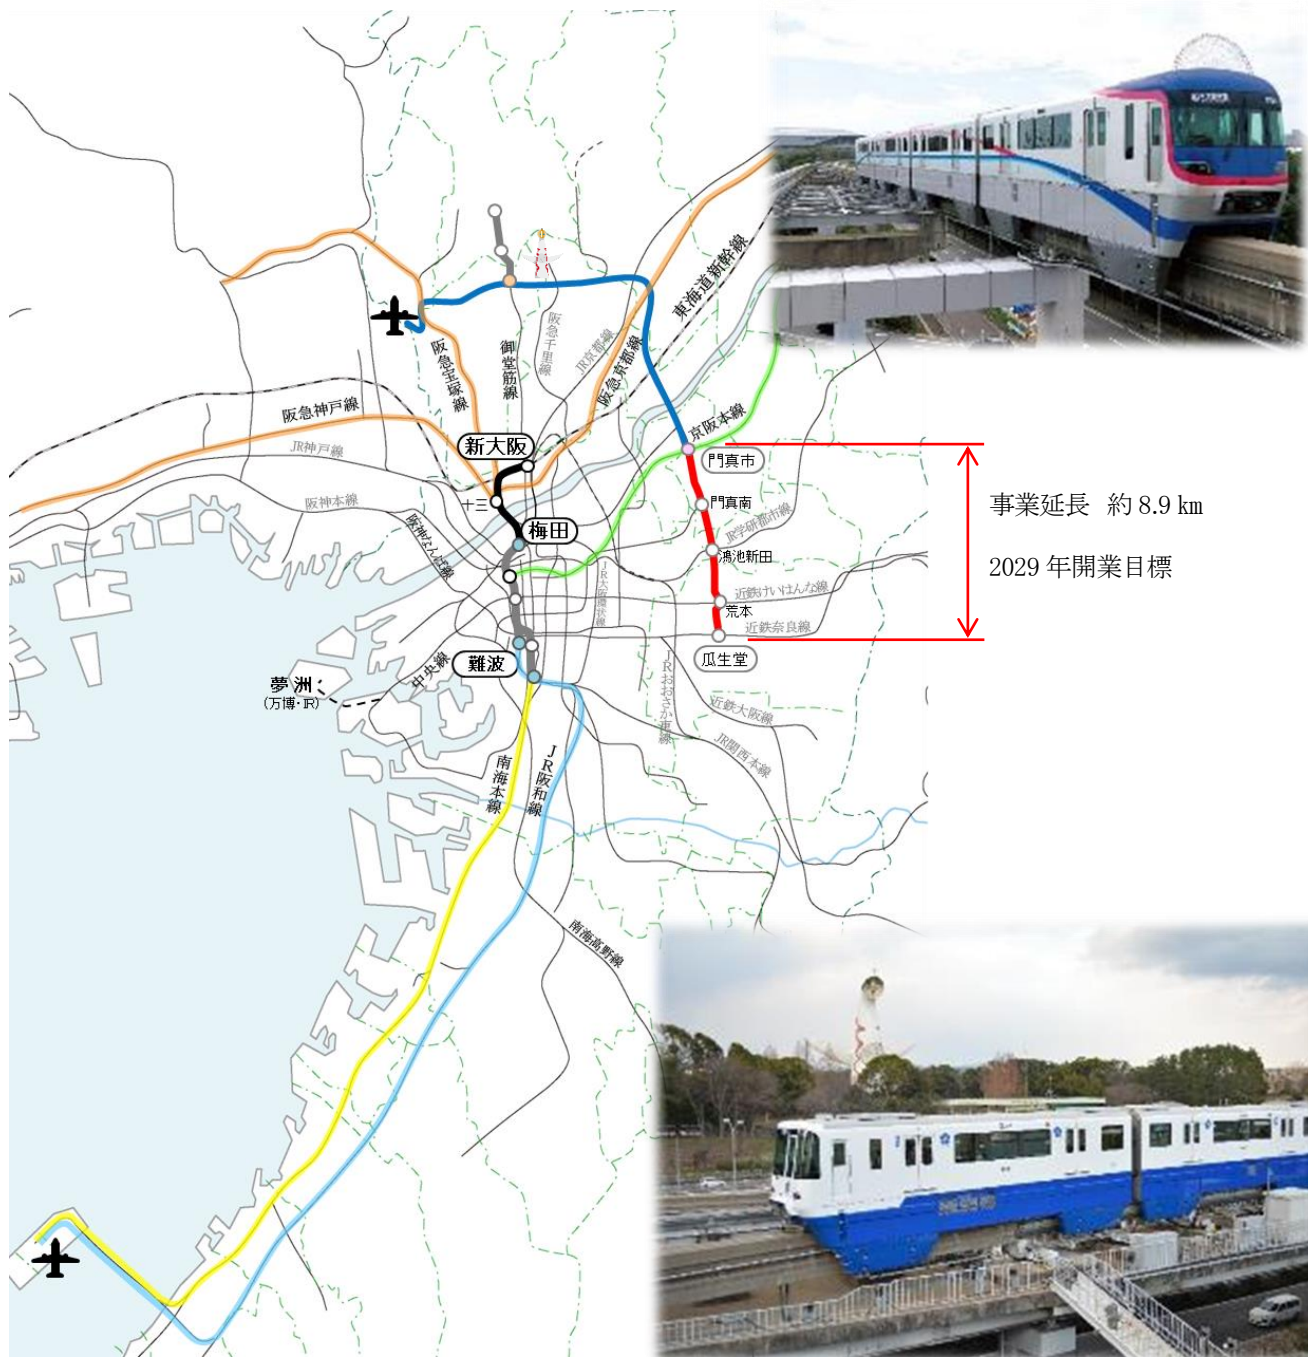 東海道新幹線
阪急千里線
JR京都線
御堂筋線
阪急宝塚線
阪急京都線
京阪本線
阪急神戸線
新大阪
JR神戸線
門真市
阪神本線
十三
門真南
事業延長 約8.9km
阪神なんば線
梅田
JR学研都市線
鴻池新田
2029年開業目標
JR大阪環状線
近鉄けいはんな線
荒本
近鉄奈良線
難波
瓜生堂
中央線
夢洲
(万博・IR)
JRおおさか東線
近鉄大阪線
JR関西本線
南海本線
JR阪和線
南海高野線